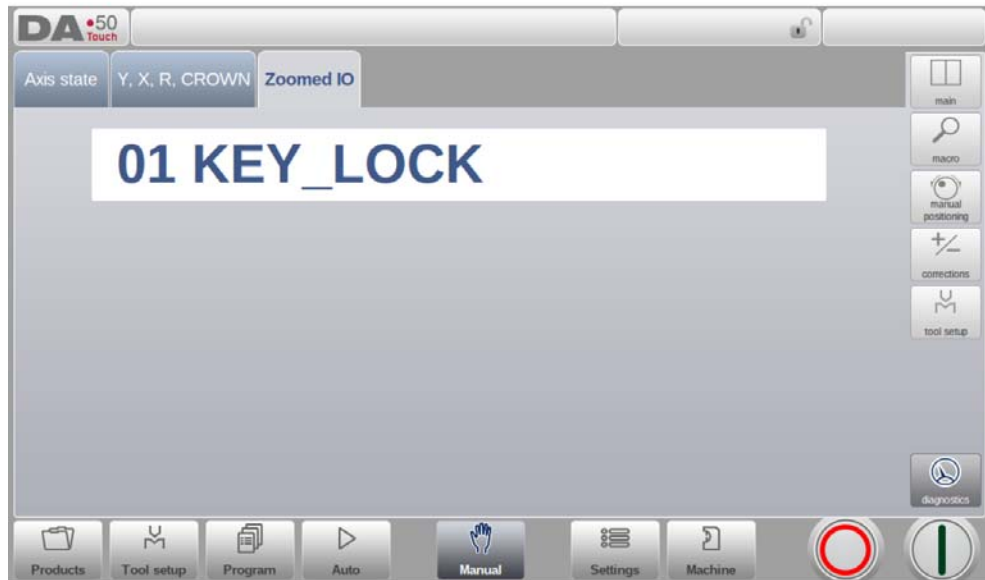 DA•50
Touch
Axis state
Y, X, R, CROWN
Zoomed IO
01 KEY_LOCK
main
macro
manual
positioning
corrections
tool setup
diagnostics
Products
Tool setup
Program
Auto
Manual
Settings
Machine